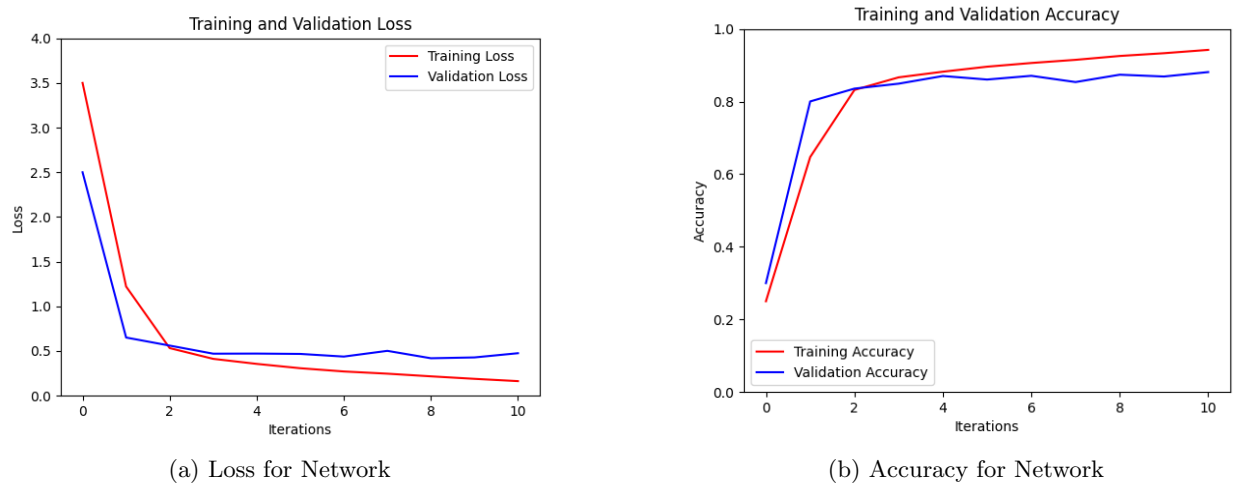 Training and Validation Loss
4.0
3.5
3.0
2.5
2.0
1.5
1.0
0.5
0.0
Loss
Training Loss
Validation Loss
0 2 4 6 8 10
Iterations
(a) Loss for Network
Training and Validation Accuracy
1.0
0.8
0.6
0.4
0.2
0.0
Accuracy
Training Accuracy
Validation Accuracy
0 2 4 6 8 10
Iterations
(b) Accuracy for Network